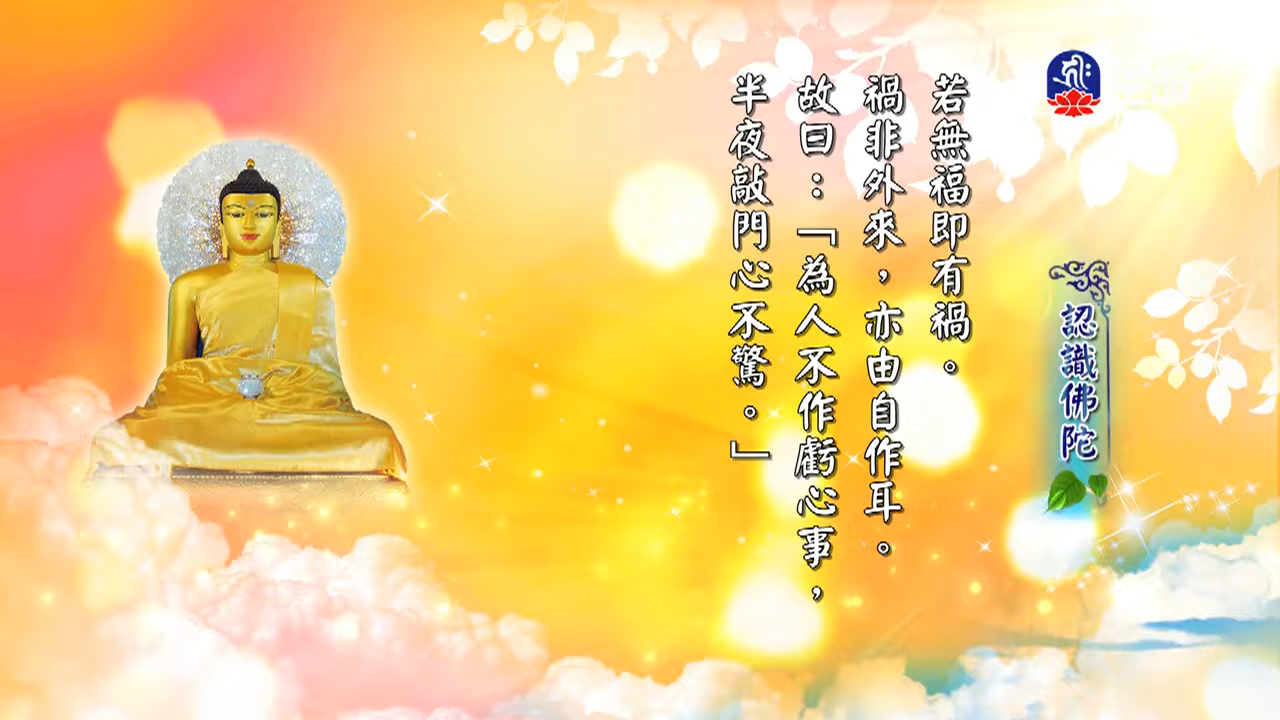 認識佛陀
若無福即有禍。
禍非外來，亦由自作耳。
故曰：「為人不作虧心事，
半夜敲門心不驚。」